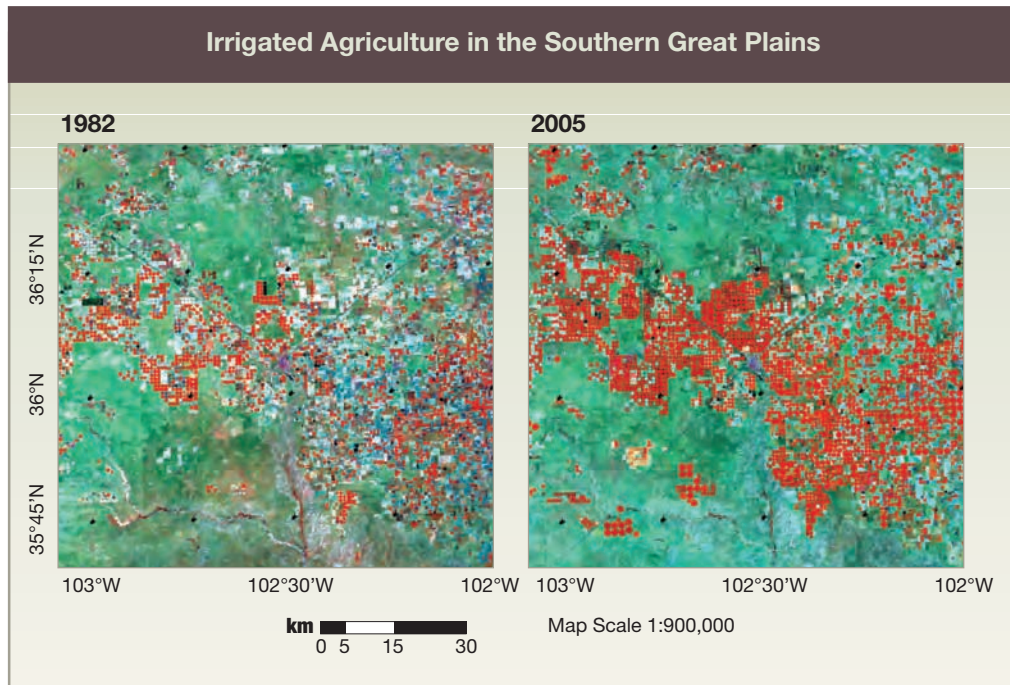 Irrigated Agriculture in the Southern Great Plains
1982
2005
36°15'N
36°N
35°45'N
103°W
102°30'W
102°W
103°W
102°30'W
102°W
km
0 5 15 30
Map Scale 1:900,000